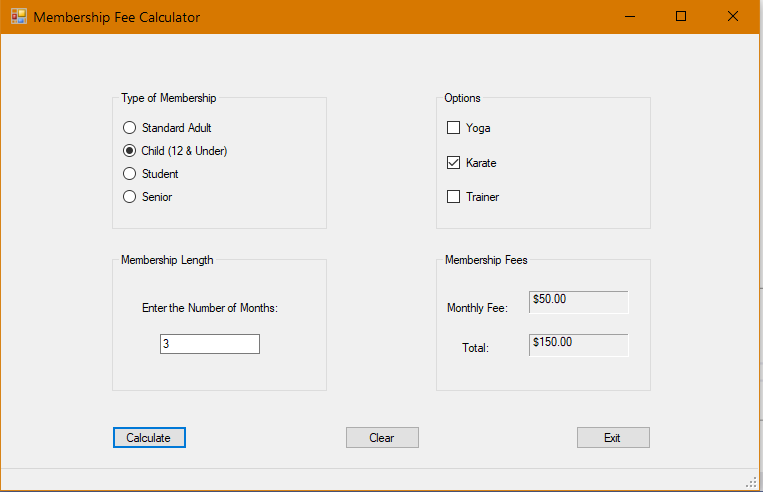 Membership Fee Calculator
Type of Membership
Standard Adult
Child (12 & Under)
Student
Senior
Options
Yoga
Karate
Trainer
Membership Length
Enter the Number of Months:
3
Membership Fees
Monthly Fee: $50.00
Total: $150.00
Calculate Clear Exit